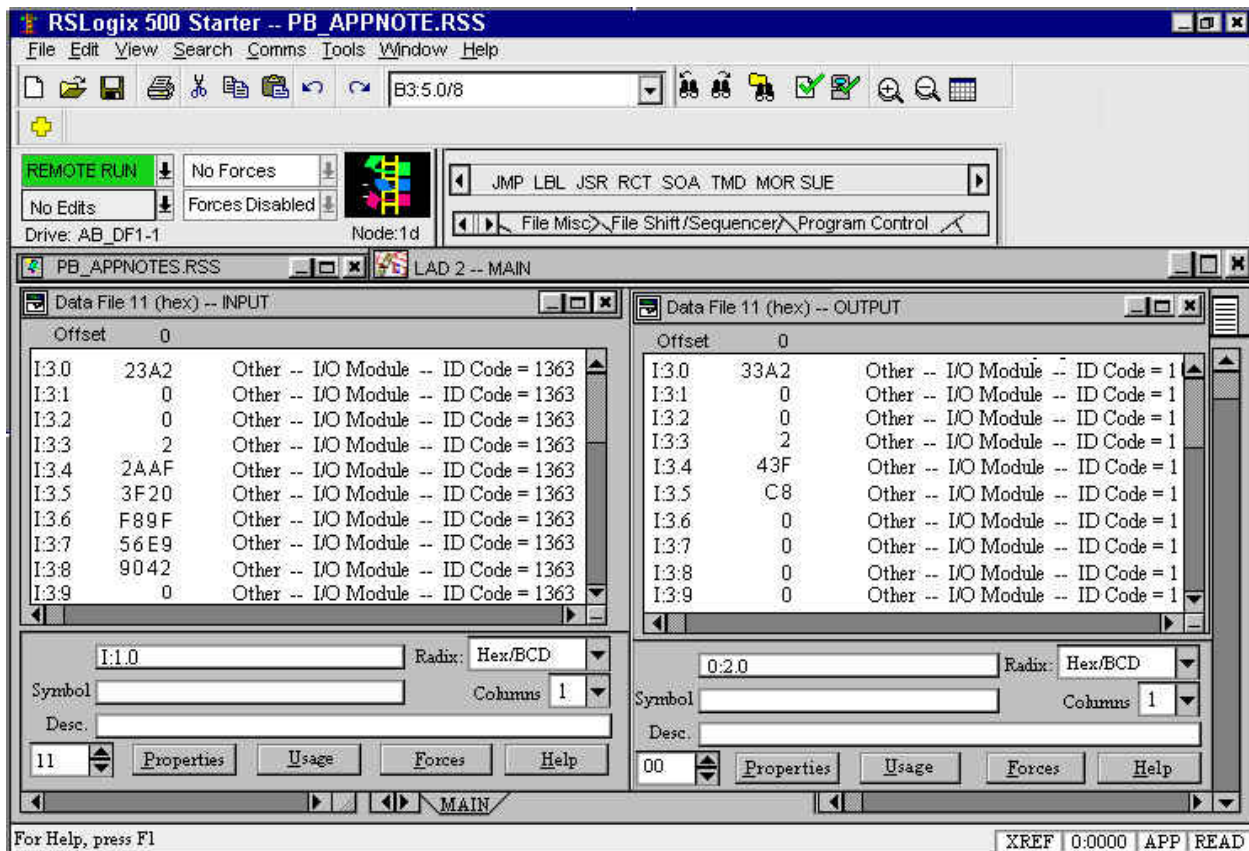 RSLogix 500 Starter -- PB_APPNOTE.RSS
File Edit View Search Comms Tools Window Help
B3:5.0/8
REMOTE RUN No Forces
No Edits Forces Disabled
Drive: AB_DF1-1 Node:1d
JMP LBL JSR RCT SOA TMD MOR SUE
File Misc File Shift/Sequencer Program Control
PB_APPNOTES.RSS
LAD 2 -- MAIN
Data File 11 (hex) -- INPUT
Offset 0
I:3.0 23A2 Other -- I/O Module -- ID Code = 1363
I:3:1 0 Other -- I/O Module -- ID Code = 1363
I:3.2 0 Other -- I/O Module -- ID Code = 1363
I:3.3 2 Other -- I/O Module -- ID Code = 1363
I:3.4 2AAF Other -- I/O Module -- ID Code = 1363
I:3.5 3F20 Other -- I/O Module -- ID Code = 1363
I:3.6 F89F Other -- I/O Module -- ID Code = 1363
I:3:7 56E9 Other -- I/O Module -- ID Code = 1363
I:3:8 9042 Other -- I/O Module -- ID Code = 1363
I:3:9 0 Other -- I/O Module -- ID Code = 1363
I:1.0 Radix: Hex/BCD
Symbol Columns 1
Desc.
11 Properties Usage Forces Help
Data File 11 (hex) -- OUTPUT
Offset 0
I:3.0 33A2 Other -- I/O Module -- ID Code = 1
I:3:1 0 Other -- I/O Module -- ID Code = 1
I:3.2 0 Other -- I/O Module -- ID Code = 1
I:3.3 2 Other -- I/O Module -- ID Code = 1
I:3.4 43F Other -- I/O Module -- ID Code = 1
I:3.5 C8 Other -- I/O Module -- ID Code = 1
I:3.6 0 Other -- I/O Module -- ID Code = 1
I:3:7 0 Other -- I/O Module -- ID Code = 1
I:3:8 0 Other -- I/O Module -- ID Code = 1
I:3:9 0 Other -- I/O Module -- ID Code = 1
0:2.0 Radix: Hex/BCD
Symbol Columns 1
Desc.
00 Properties Usage Forces Help
MAIN
For Help, press F1 XREF 0:0000 APP READ